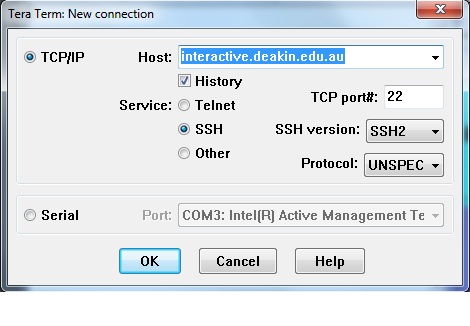 Tera Term: New connection
TCP/IP Host: interactive.deakin.edu.au
History
Service: Telnet TCP port#: 22
SSH SSH version: SSH2
Other Protocol: UNSPEC
Serial Port: COM3: Intel(R) Active Management Te
OK Cancel Help